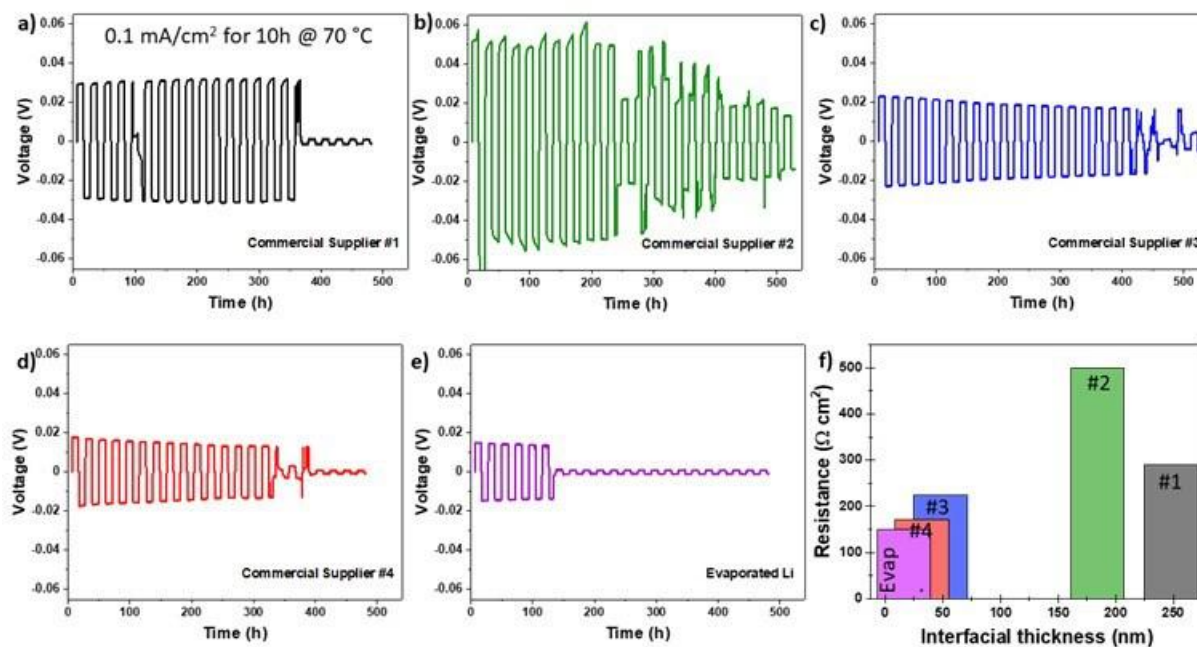 a)
0.1 mA/cm² for 10h @ 70 °C
0.06
0.04
0.02
0
-0.02
-0.04
-0.06
Voltage (V)
Commercial Supplier #1
0 100 200 300 400 500
Time (h)
b)
0.06
0.04
0.02
0
-0.02
-0.04
-0.06
Voltage (V)
Commercial Supplier #2
0 100 200 300 400 500
Time (h)
c)
0.06
0.04
0.02
0
-0.02
-0.04
-0.06
Voltage (V)
Commercial Supplier #3
0 100 200 300 400 500
Time (h)
d)
0.06
0.04
0.02
0
-0.02
-0.04
-0.06
Voltage (V)
Commercial Supplier #4
0 100 200 300 400 500
Time (h)
e)
0.06
0.04
0.02
0
-0.02
-0.04
-0.06
Voltage (V)
Evaporated Li
0 100 200 300 400 500
Time (h)
f)
500
400
300
200
100
0
Resistance (Ω cm²)
Evap
#4
#3
#2
#1
0 50 100 150 200 250
Interfacial thickness (nm)